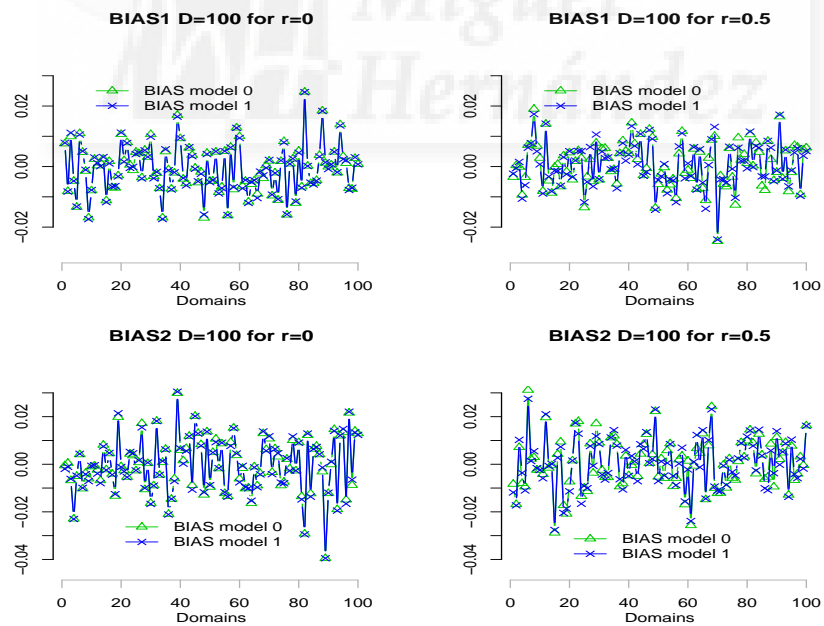 Miguel
Hernández
BIAS1 D=100 for r=0
BIAS model 0
BIAS model 1
0.02
0.00
−0.02
0 20 40 60 80 100
Domains
BIAS1 D=100 for r=0.5
BIAS model 0
BIAS model 1
0.02
0.00
−0.02
0 20 40 60 80 100
Domains
BIAS2 D=100 for r=0
0.02
0.00
−0.02
−0.04
BIAS model 0
BIAS model 1
0 20 40 60 80 100
Domains
BIAS2 D=100 for r=0.5
0.02
0.00
−0.02
−0.04
BIAS model 0
BIAS model 1
0 20 40 60 80 100
Domains